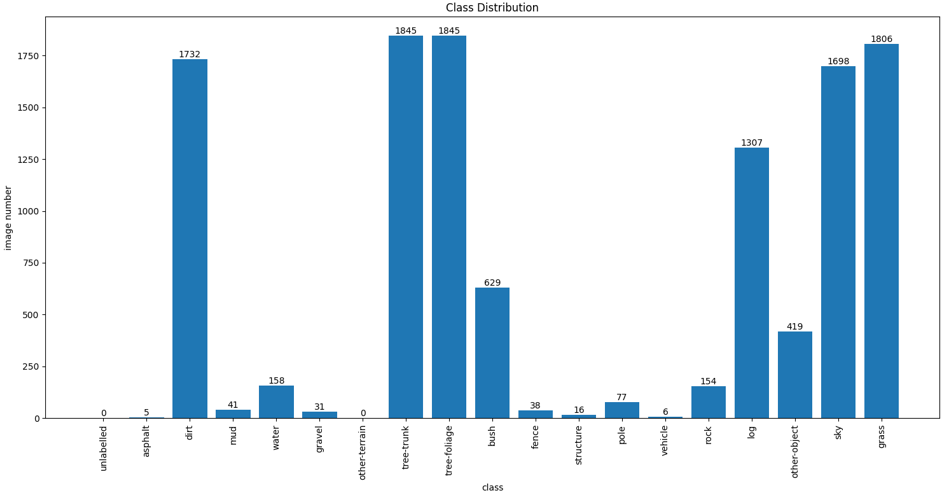 Class Distribution
image number
1750
1500
1250
1000
750
500
250
0
0
5
1732
41
158
31
0
1845
1845
629
38
16
77
6
154
1307
419
1698
1806
unlabelled
asphalt
dirt
mud
water
gravel
other-terrain
tree-trunk
tree-foliage
bush
fence
structure
pole
vehicle
rock
log
other-object
sky
grass
class